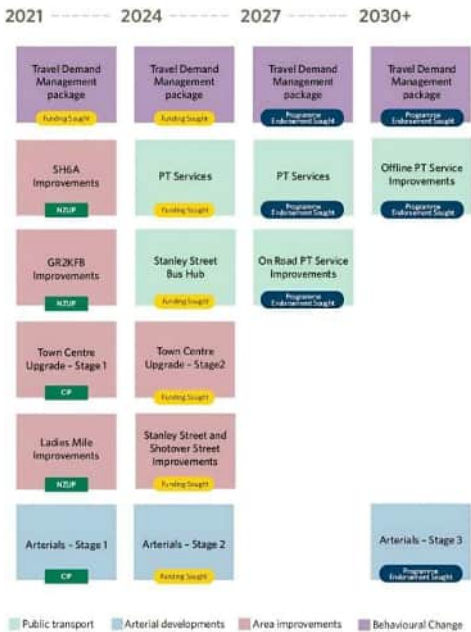 2021 2024 2027 2030+
Travel Demand
Management
package
Funding Sought
Travel Demand
Management
package
Funding Sought
Travel Demand
Management
package
Programme
Endorsement Sought
Travel Demand
Management
package
Programme
Endorsement Sought
SH6A
Improvements
NZUP
PT Services
Funding Sought
PT Services
Programme
Endorsement Sought
Offline PT Service
Improvements
Programme
Endorsement Sought
GR2KFB
Improvements
NZUP
Stanley Street
Bus Hub
Funding Sought
On Road PT Service
Improvements
Programme
Endorsement Sought
Town Centre
Upgrade - Stage 1
CIP
Town Centre
Upgrade - Stage2
Funding Sought
Ladies Mile
Improvements
NZUP
Stanley Street and
Shotover Street
Improvements
Funding Sought
Arterials - Stage 1
CIP
Arterials - Stage 2
Funding Sought
Arterials - Stage 3
Programme
Endorsement Sought
Public transport Arterial developments Area improvements Behavioural Change